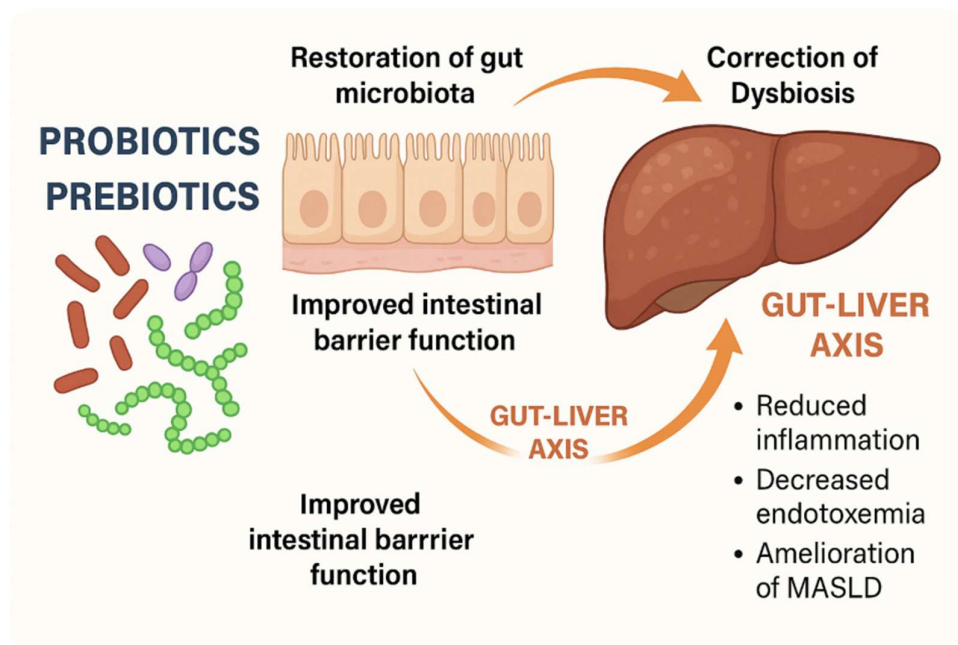 Restoration of gut
microbiota
Correction of
Dysbiosis
PROBIOTICS
PREBIOTICS
Improved intestinal
barrier function
GUT-LIVER
AXIS
GUT-LIVER
AXIS
• Reduced
inflammation
• Decreased
endotoxemia
• Amelioration
of MASLD
Improved
intestinal barrrier
function